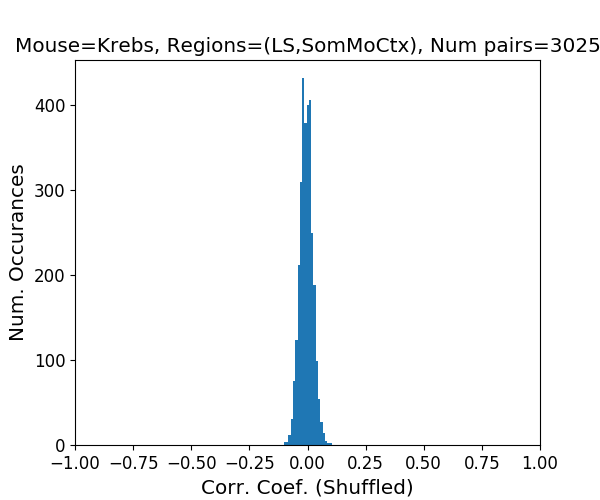 Mouse=Krebs, Regions=(LS,SomMoCtx), Num pairs=3025
Num. Occurances
400
300
200
100
0
−1.00 −0.75 −0.50 −0.25 0.00 0.25 0.50 0.75 1.00
Corr. Coef. (Shuffled)